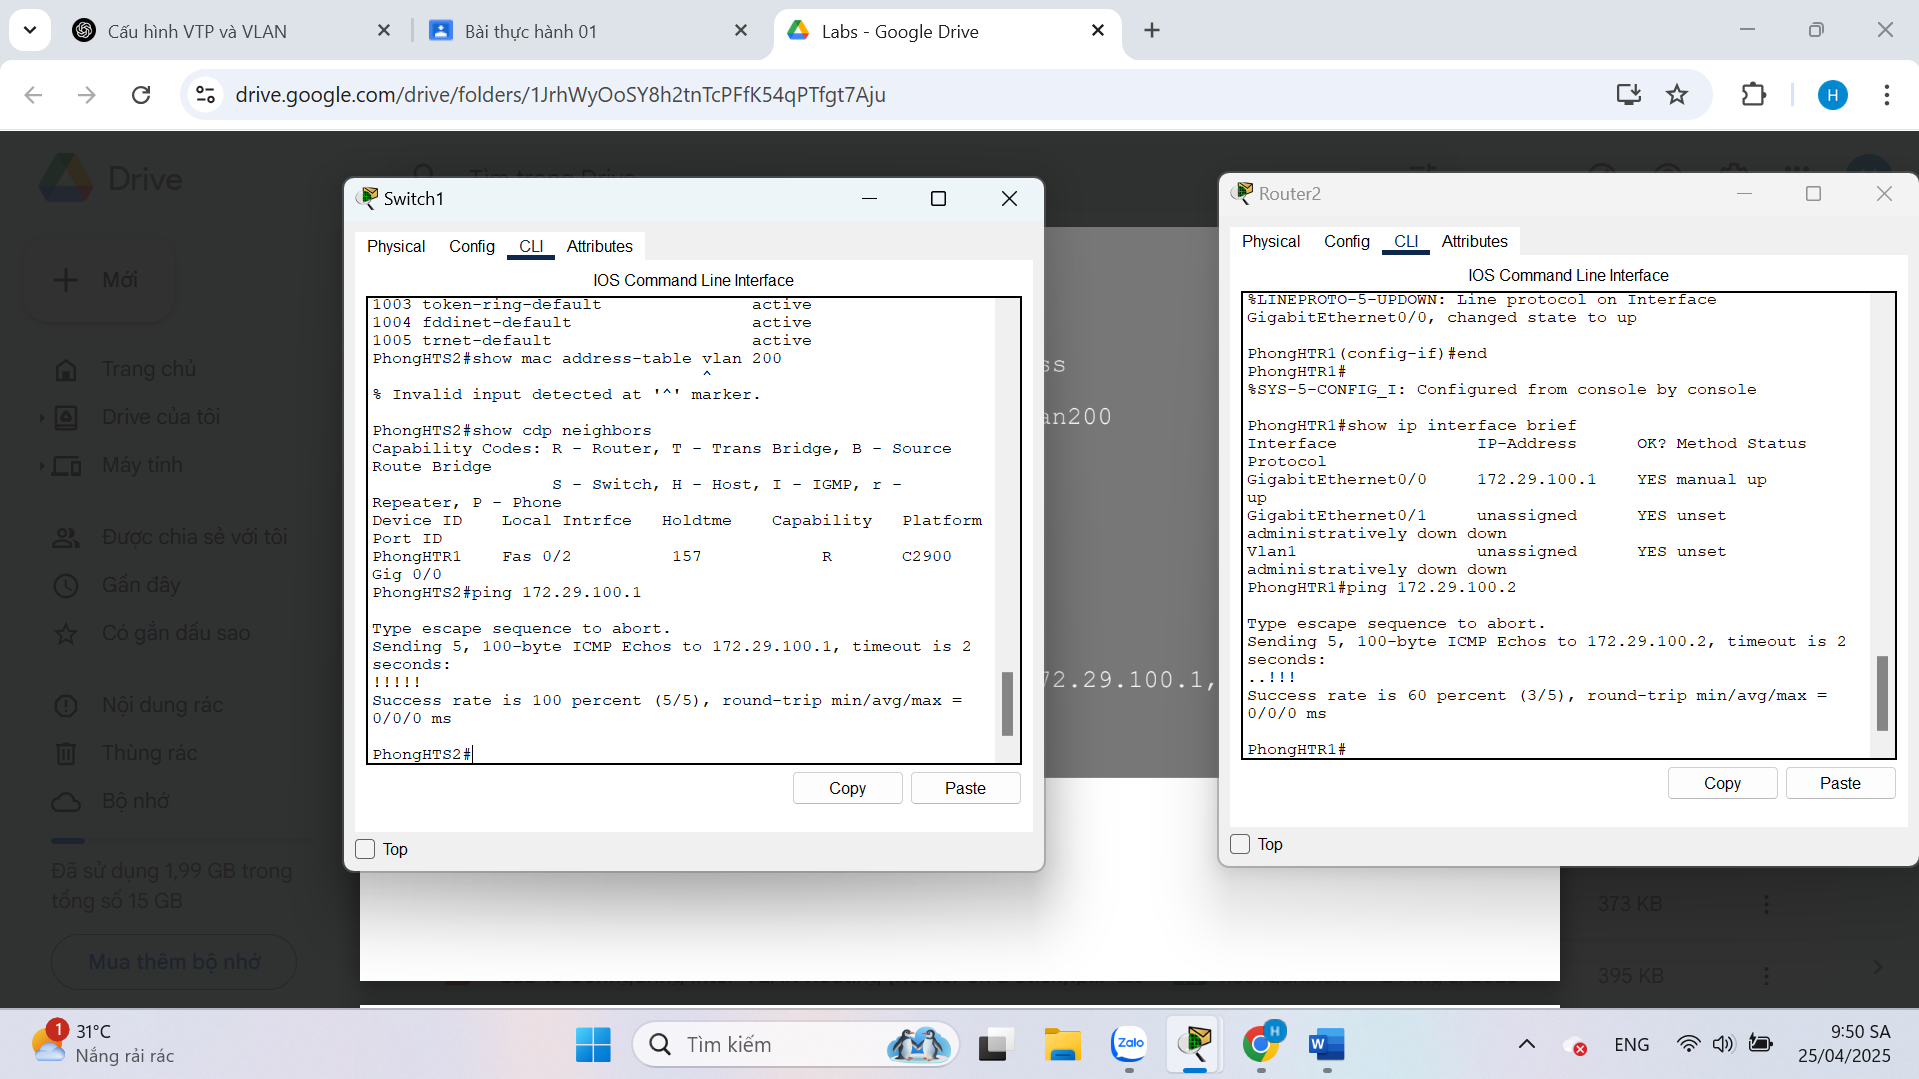 Cấu hình VTP và VLAN
Bài thực hành 01
Labs - Google Drive
drive.google.com/drive/folders/1JrhWyOoSY8h2tnTcPFfK54qPTfgt7Aju
H
Drive
Tìm trong Drive
Mới
Trang chủ
Drive của tôi
Máy tính
Được chia sẻ với tôi
Gần đây
Có gắn dấu sao
Nội dung rác
Thùng rác
Bộ nhớ
Đã sử dụng 1,99 GB trong
tổng số 15 GB
Mua thêm bộ nhớ
Switch1
Physical Config CLI Attributes
IOS Command Line Interface
1003 token-ring-default active
1004 fddinet-default active
1005 trnet-default active
PhongHTS2#show mac address-table vlan 200
^
% Invalid input detected at '^' marker.
PhongHTS2#show cdp neighbors
Capability Codes: R - Router, T - Trans Bridge, B - Source
Route Bridge
S - Switch, H - Host, I - IGMP, r -
Repeater, P - Phone
Device ID Local Intrfce Holdtme Capability Platform
Port ID
PhongHTR1 Fas 0/2 157 R C2900
Gig 0/0
PhongHTS2#ping 172.29.100.1
Type escape sequence to abort.
Sending 5, 100-byte ICMP Echos to 172.29.100.1, timeout is 2
seconds:
!!!!!
Success rate is 100 percent (5/5), round-trip min/avg/max =
0/0/0 ms
PhongHTS2#
Copy Paste
Top
ss
an200
72.29.100.1,
Router2
Physical Config CLI Attributes
IOS Command Line Interface
%LINEPROTO-5-UPDOWN: Line protocol on Interface
GigabitEthernet0/0, changed state to up
PhongHTR1(config-if)#end
PhongHTR1#
%SYS-5-CONFIG_I: Configured from console by console
PhongHTR1#show ip interface brief
Interface IP-Address OK? Method Status
Protocol
GigabitEthernet0/0 172.29.100.1 YES manual up
up
GigabitEthernet0/1 unassigned YES unset
administratively down down
Vlan1 unassigned YES unset
administratively down down
PhongHTR1#ping 172.29.100.2
Type escape sequence to abort.
Sending 5, 100-byte ICMP Echos to 172.29.100.2, timeout is 2
seconds:
..!!!
Success rate is 60 percent (3/5), round-trip min/avg/max =
0/0/0 ms
PhongHTR1#
Copy Paste
Top
373 KB
395 KB
1
31°C
Nắng rải rác
Tìm kiếm
Zalo
H
W
ENG
9:50 SA
25/04/2025